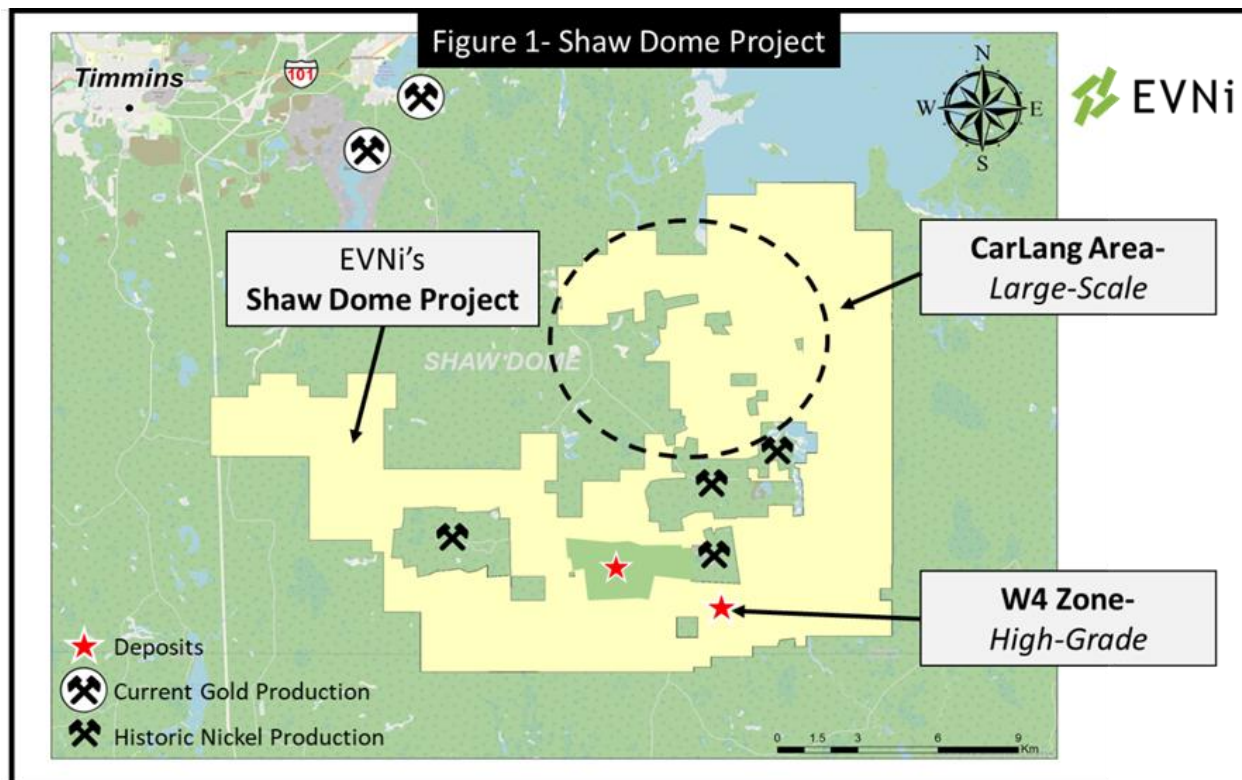 Figure 1- Shaw Dome Project
Timmins
101
N
W E
S
EVNi
EVNi's
Shaw Dome Project
CarLang Area-
Large-Scale
SHAW DOME
W4 Zone-
High-Grade
Deposits
Current Gold Production
Historic Nickel Production
0 1.5 3 6 9
Km